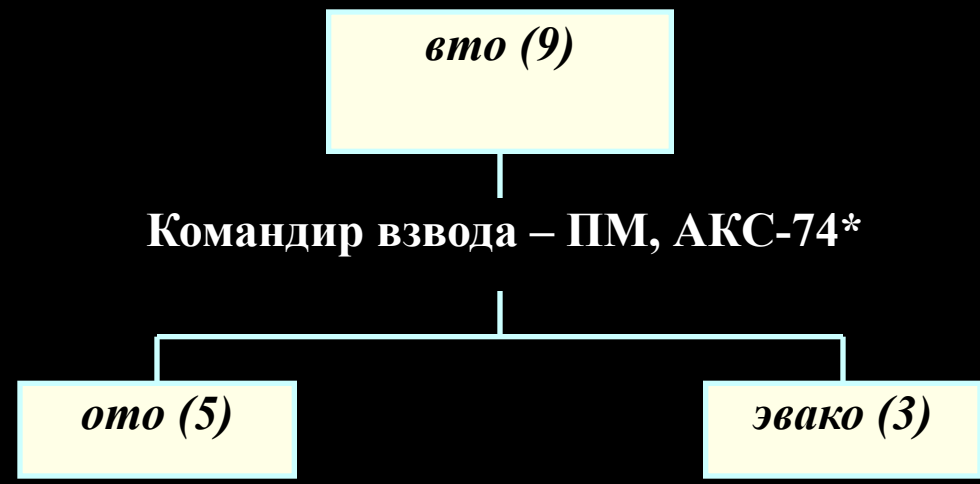 вто (9)
Командир взвода – ПМ, АКС-74*
ото (5)
эвако (3)